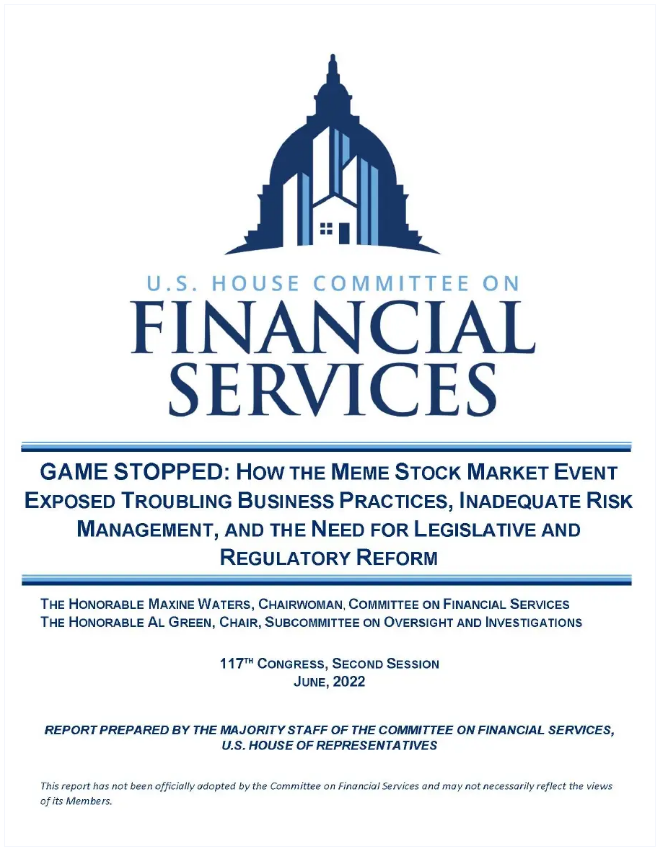 U.S. HOUSE COMMITTEE ON
FINANCIAL
SERVICES
GAME STOPPED: HOW THE MEME STOCK MARKET EVENT
EXPOSED TROUBLING BUSINESS PRACTICES, INADEQUATE RISK
MANAGEMENT, AND THE NEED FOR LEGISLATIVE AND
REGULATORY REFORM
THE HONORABLE MAXINE WATERS, CHAIRWOMAN, COMMITTEE ON FINANCIAL SERVICES
THE HONORABLE AL GREEN, CHAIR, SUBCOMMITTEE ON OVERSIGHT AND INVESTIGATIONS
117TH CONGRESS, SECOND SESSION
JUNE, 2022
REPORT PREPARED BY THE MAJORITY STAFF OF THE COMMITTEE ON FINANCIAL SERVICES,
U.S. HOUSE OF REPRESENTATIVES
This report has not been officially adopted by the Committee on Financial Services and may not necessarily reflect the views
of its Members.